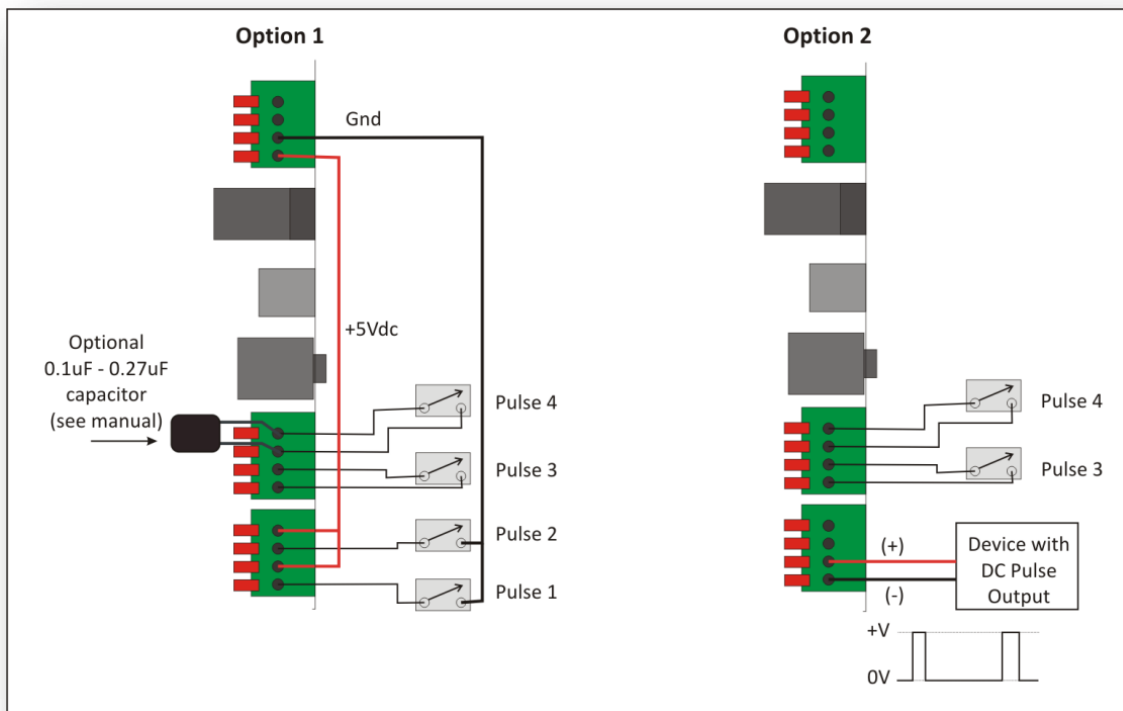 Option 1
Gnd
+5Vdc
Optional
0.1uF - 0.27uF
capacitor
(see manual)
Pulse 4
Pulse 3
Pulse 2
Pulse 1
Option 2
Pulse 4
Pulse 3
(+)
(-)
Device with
DC Pulse
Output
+V
0V